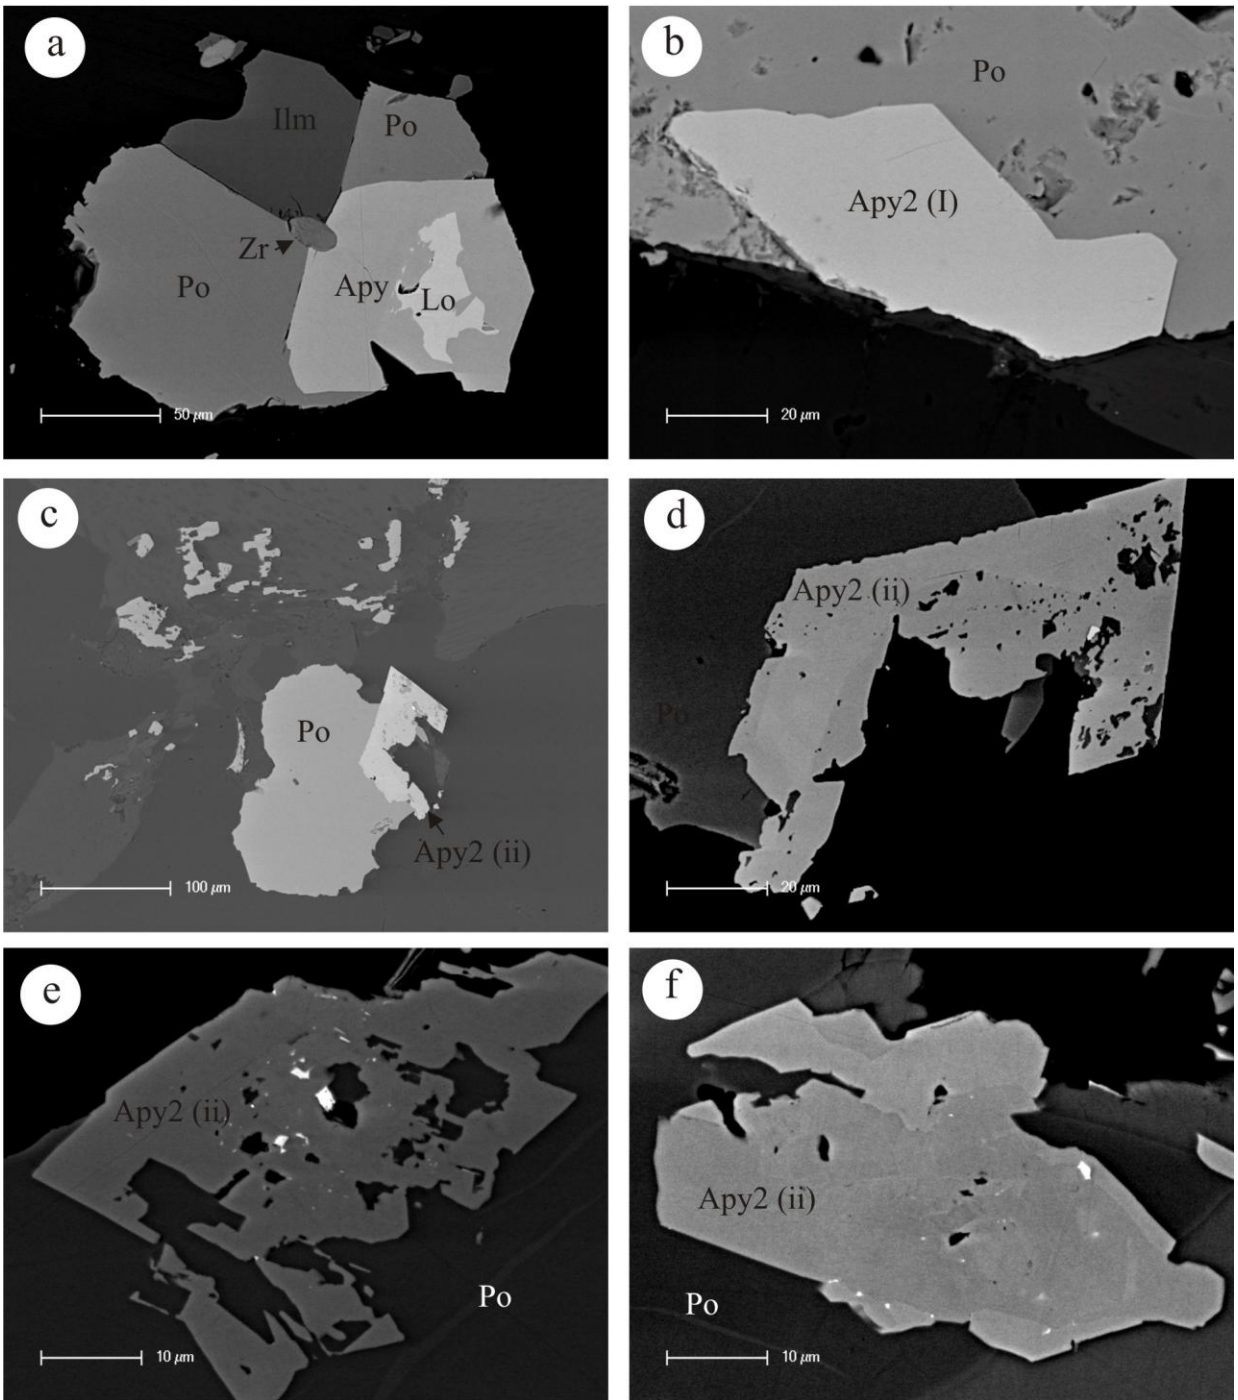 a
Ilm
Po
Zr
Po
Apy
Lo
50 µm
b
Po
Apy2 (I)
20 µm
c
Po
Apy2 (ii)
100 µm
d
Apy2 (ii)
Po
20 µm
e
Apy2 (ii)
Po
10 µm
f
Apy2 (ii)
Po
10 µm